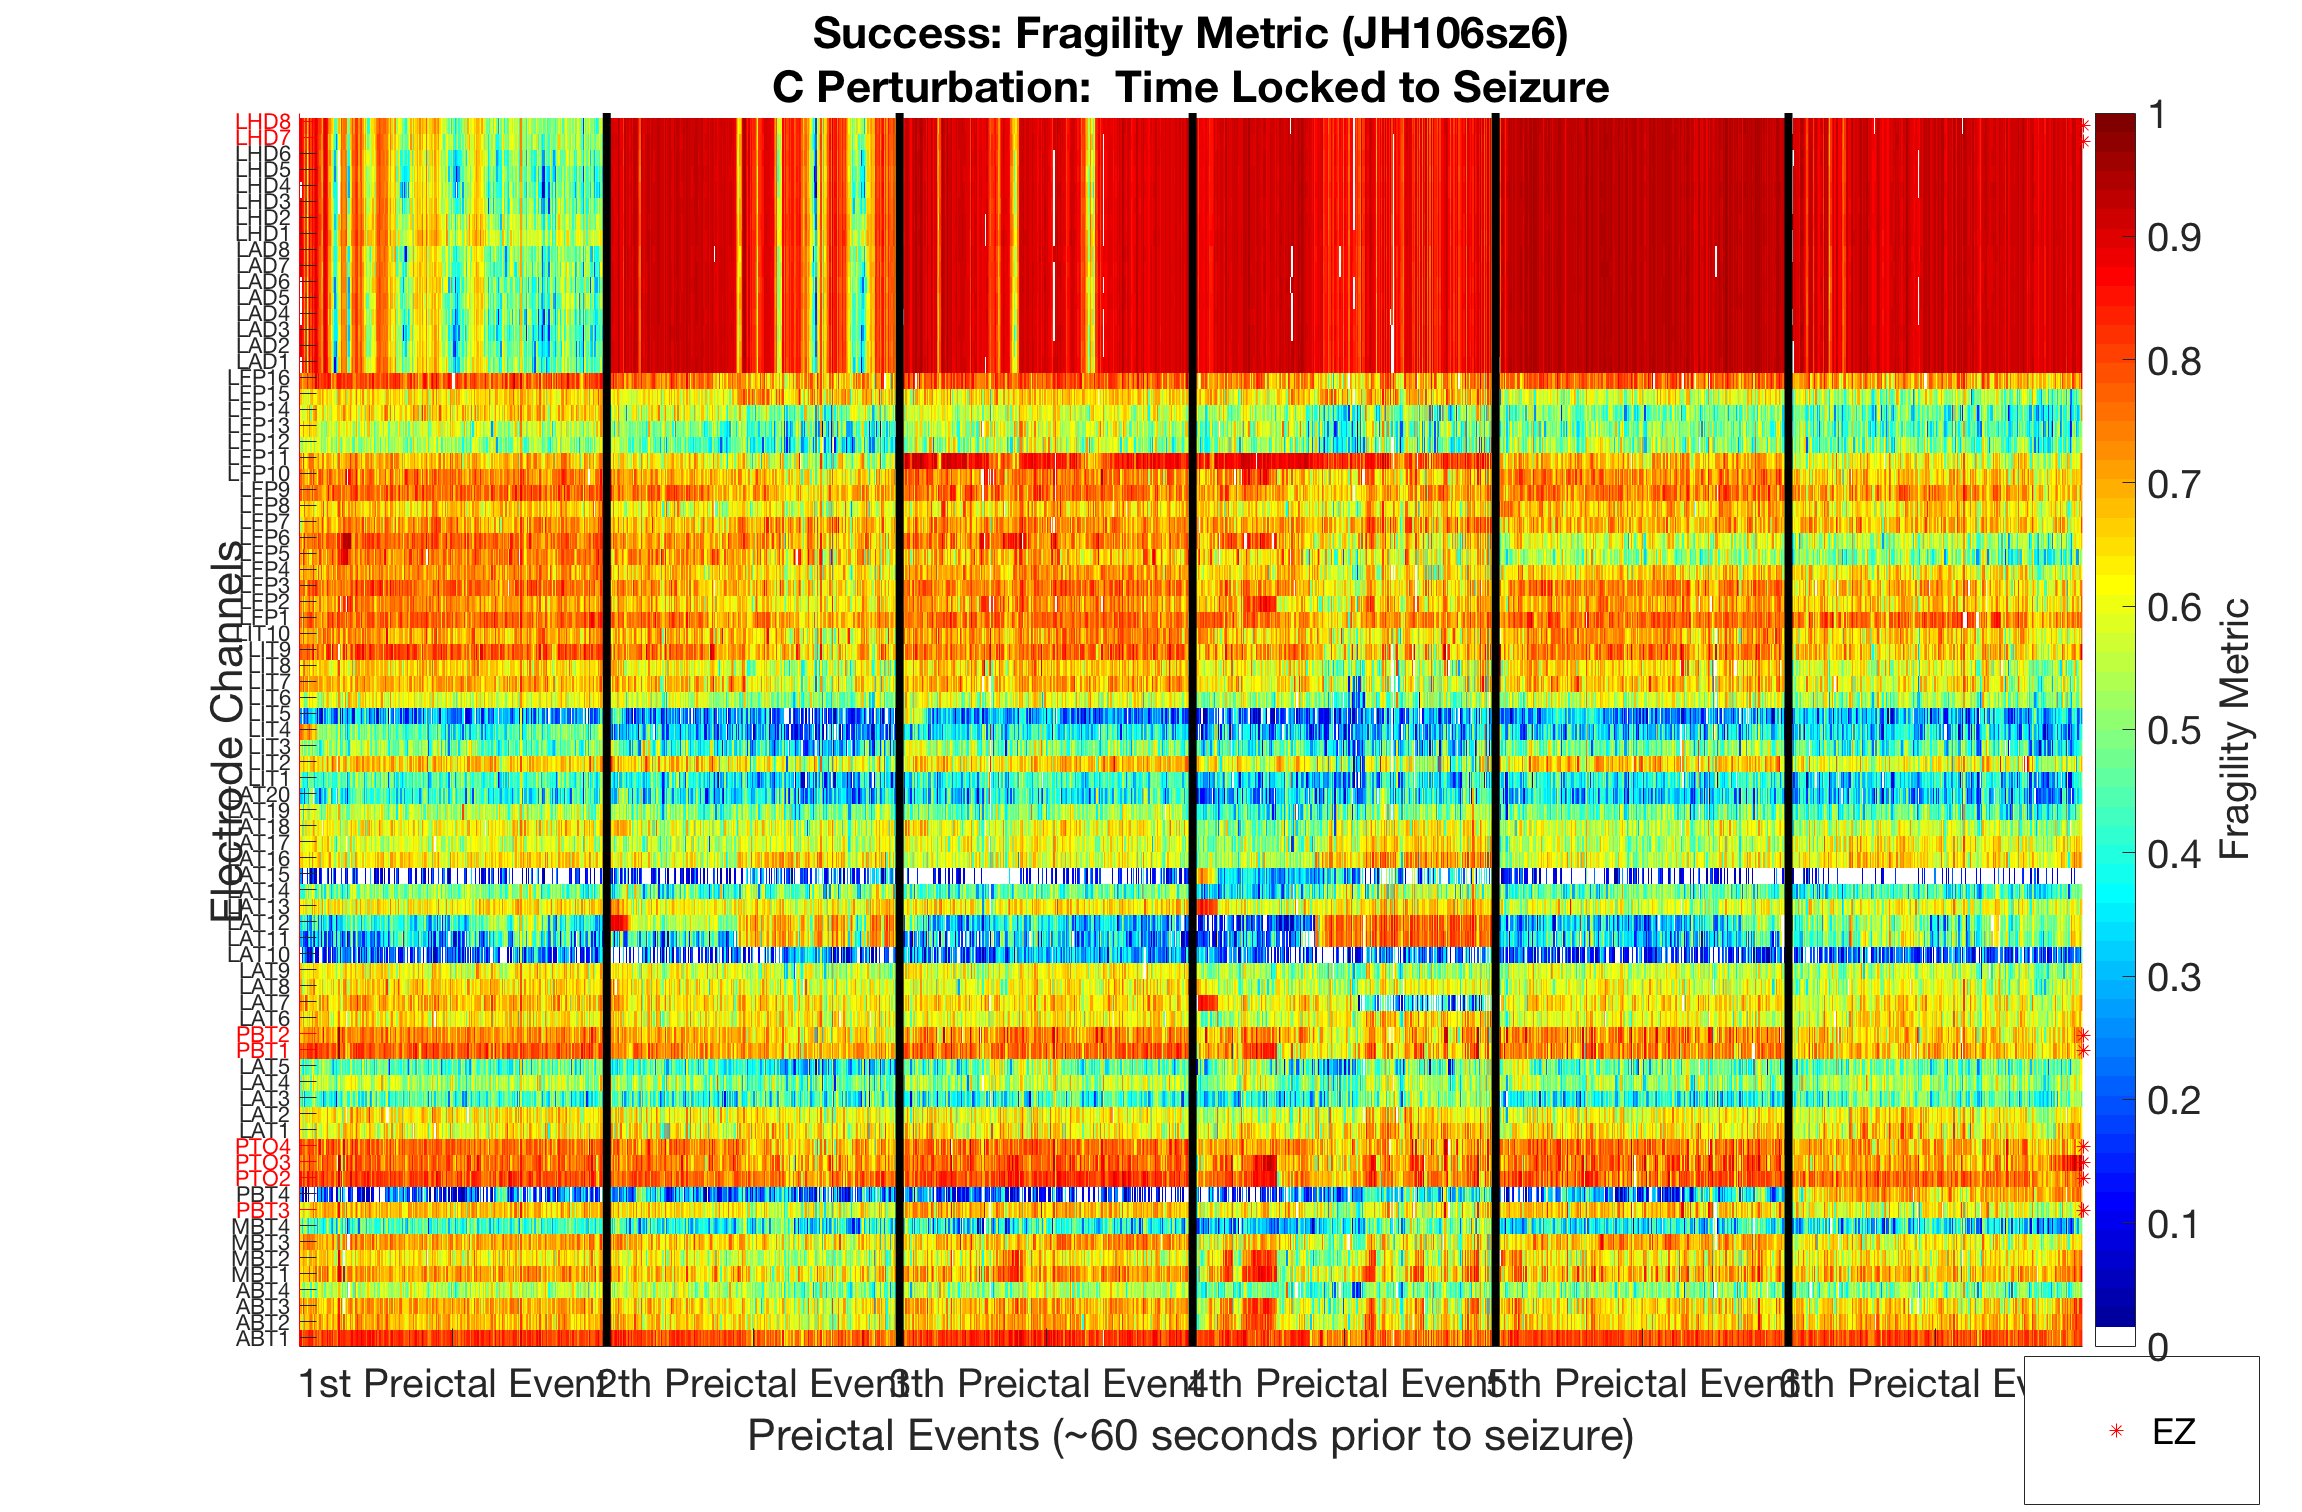 Success: Fragility Metric (JH106sz6)
C Perturbation:  Time Locked to Seizure
LHD8
LHD7
LHD6
LHD5
LHD4
LHD3
LHD2
LHD1
LAD8
LAD7
LAD6
LAD5
LAD4
LAD3
LAD2
LAD1
LFP16
LFP15
LFP14
LFP13
LFP12
LFP11
LFP10
LFP9
LFP8
LFP7
LFP6
LFP5
LFP4
LFP3
LFP2
LFP1
LIT10
LIT9
LIT8
LIT7
LIT6
LIT5
LIT4
LIT3
LIT2
LIT1
LAT20
LAT19
LAT18
LAT17
LAT16
LAT15
LAT14
LAT13
LAT12
LAT11
LAT10
LAT9
LAT8
LAT7
LAT6
PBT2
PBT1
LAT5
LAT4
LAT3
LAT2
LAT1
PTO4
PTO3
PTO2
PBT4
PBT3
MBT4
MBT3
MBT2
MBT1
ABT4
ABT3
ABT2
ABT1
Electrode Channels
1st Preictal Event
2th Preictal Event
3th Preictal Event
4th Preictal Event
5th Preictal Event
6th Preictal Ev
Preictal Events (~60 seconds prior to seizure)
1
0.9
0.8
0.7
0.6
0.5
0.4
0.3
0.2
0.1
0
Fragility Metric
EZ